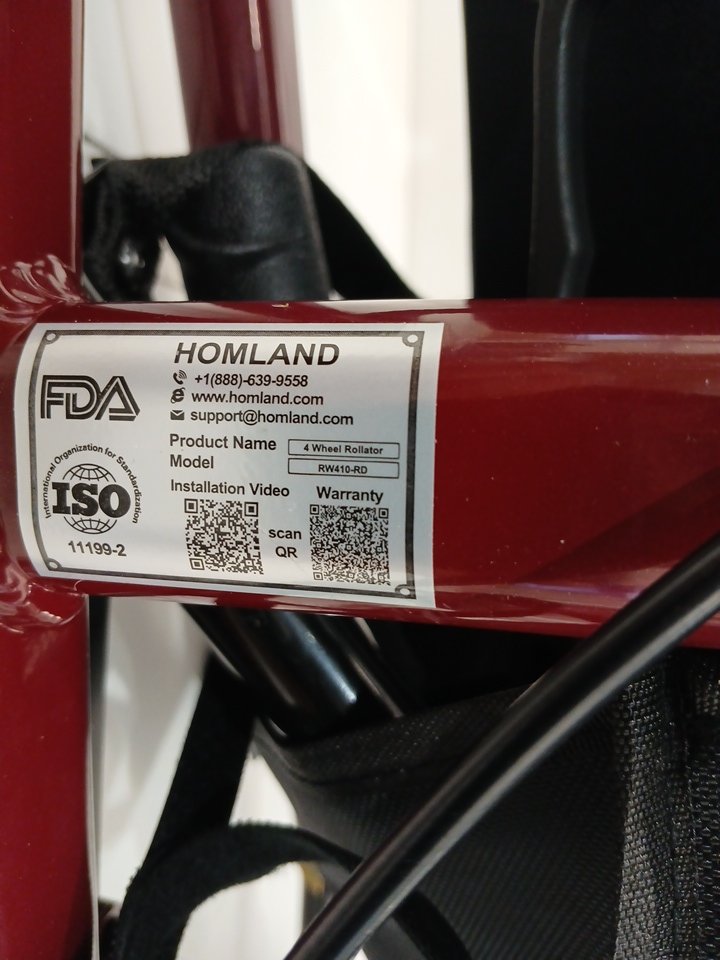 HOMLAND
+1(888)-639-9558
www.homland.com
support@homland.com
FDA
Product Name 4 Wheel Rollator
Model RW410-RD
International Organization for Standardization
ISO
11199-2
Installation Video
Warranty
scan
QR